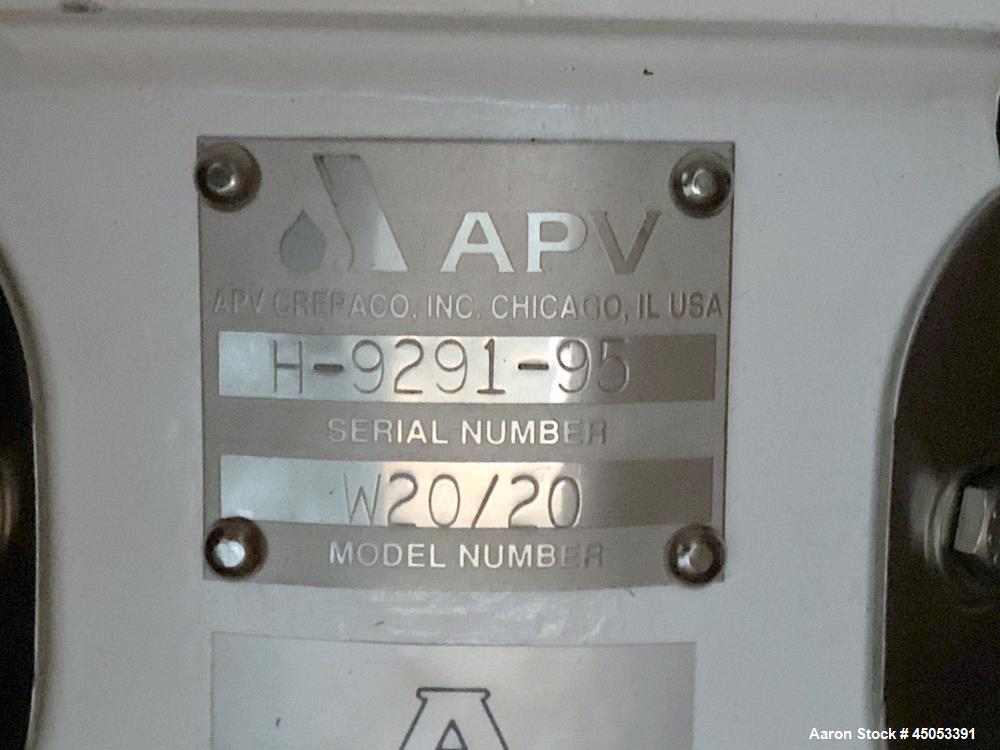 APV
APV CREPACO, INC. CHICAGO, IL USA
H-9291-95
SERIAL NUMBER
W20/20
MODEL NUMBER
A
Aaron Stock # 45053391